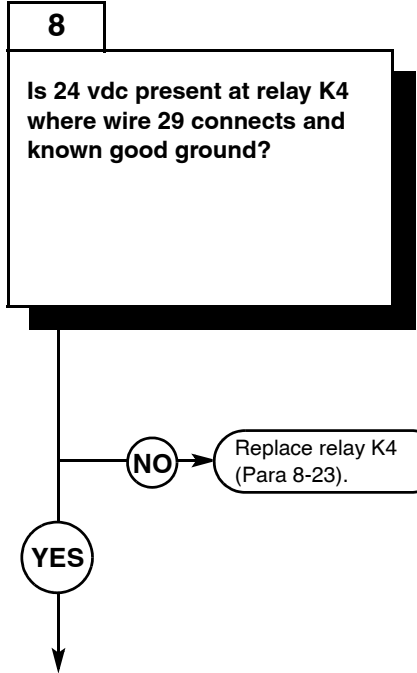 8
Is 24 vdc present at relay K4
where wire 29 connects and
known good ground?
NO
Replace relay K4
(Para 8-23).
YES